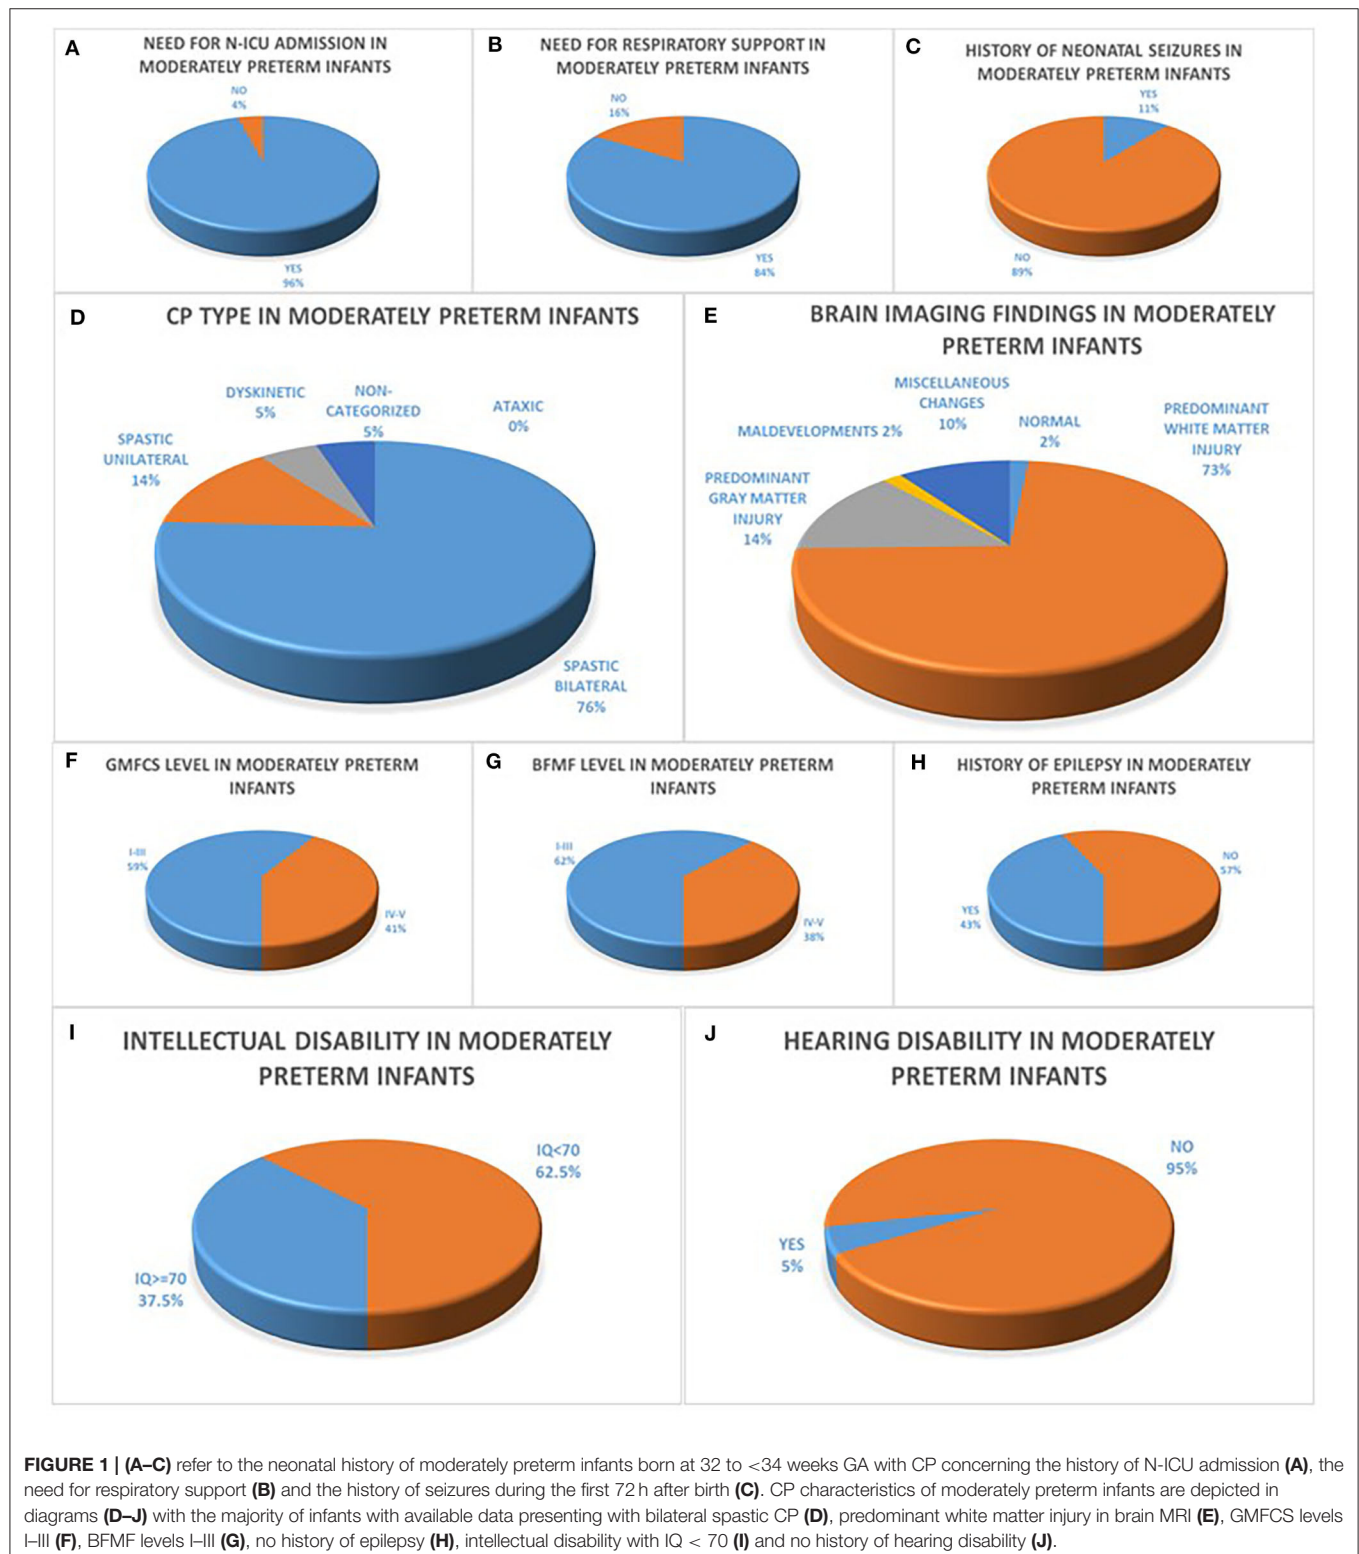 A
NEED FOR N-ICU ADMISSION IN
MODERATELY PRETERM INFANTS
NO
4%
YES
96%
B
NEED FOR RESPIRATORY SUPPORT IN
MODERATELY PRETERM INFANTS
NO
16%
YES
84%
C
HISTORY OF NEONATAL SEIZURES IN
MODERATELY PRETERM INFANTS
YES
11%
NO
89%
D
CP TYPE IN MODERATELY PRETERM INFANTS
SPASTIC
UNILATERAL
14%
DYSKINETIC
5%
NON-
CATEGORIZED
5%
ATAXIC
0%
SPASTIC
BILATERAL
76%
E
BRAIN IMAGING FINDINGS IN MODERATELY
PRETERM INFANTS
PREDOMINANT
GRAY MATTER
INJURY
14%
MALDEVELOPMENTS 2%
MISCELLANEOUS
CHANGES
10%
NORMAL
2%
PREDOMINANT
WHITE MATTER
INJURY
73%
F
GMFCS LEVEL IN MODERATELY PRETERM
INFANTS
I-III
59%
IV-V
41%
G
BFMF LEVEL IN MODERATELY PRETERM
INFANTS
I-III
62%
IV-V
38%
H
HISTORY OF EPILEPSY IN MODERATELY
PRETERM INFANTS
NO
57%
YES
43%
I
INTELLECTUAL DISABILITY IN MODERATELY
PRETERM INFANTS
IQ<70
62.5%
IQ>=70
37.5%
J
HEARING DISABILITY IN MODERATELY
PRETERM INFANTS
NO
95%
YES
5%
FIGURE 1 | (A–C) refer to the neonatal history of moderately preterm infants born at 32 to <34 weeks GA with CP concerning the history of N-ICU admission (A), the
need for respiratory support (B) and the history of seizures during the first 72 h after birth (C). CP characteristics of moderately preterm infants are depicted in
diagrams (D–J) with the majority of infants with available data presenting with bilateral spastic CP (D), predominant white matter injury in brain MRI (E), GMFCS levels
I–III (F), BFMF levels I–III (G), no history of epilepsy (H), intellectual disability with IQ < 70 (I) and no history of hearing disability (J).